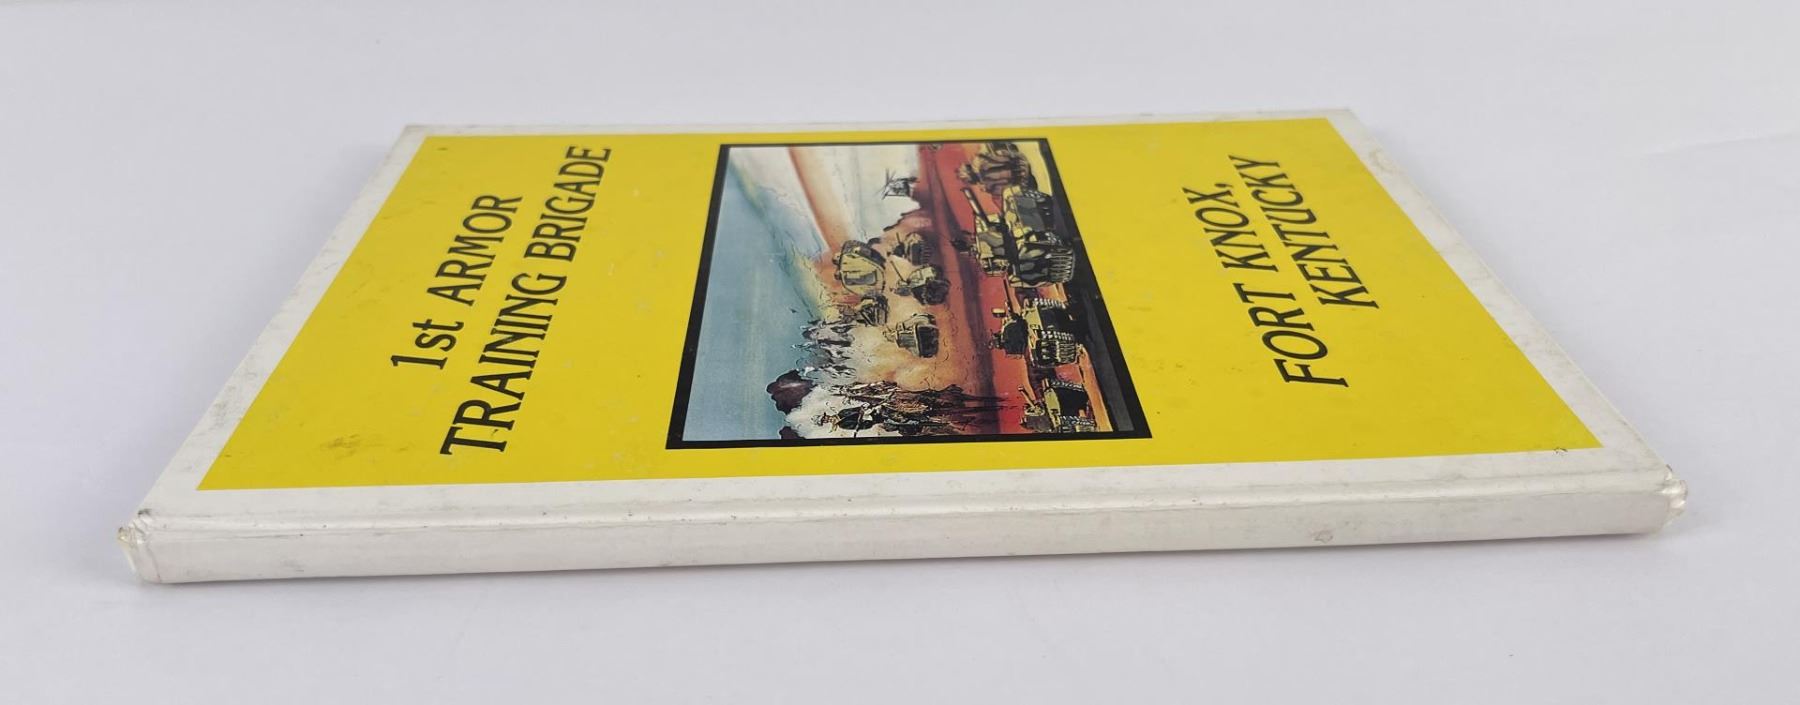 1st ARMOR
TRAINING BRIGADE
FORT KNOX,
KENTUCKY